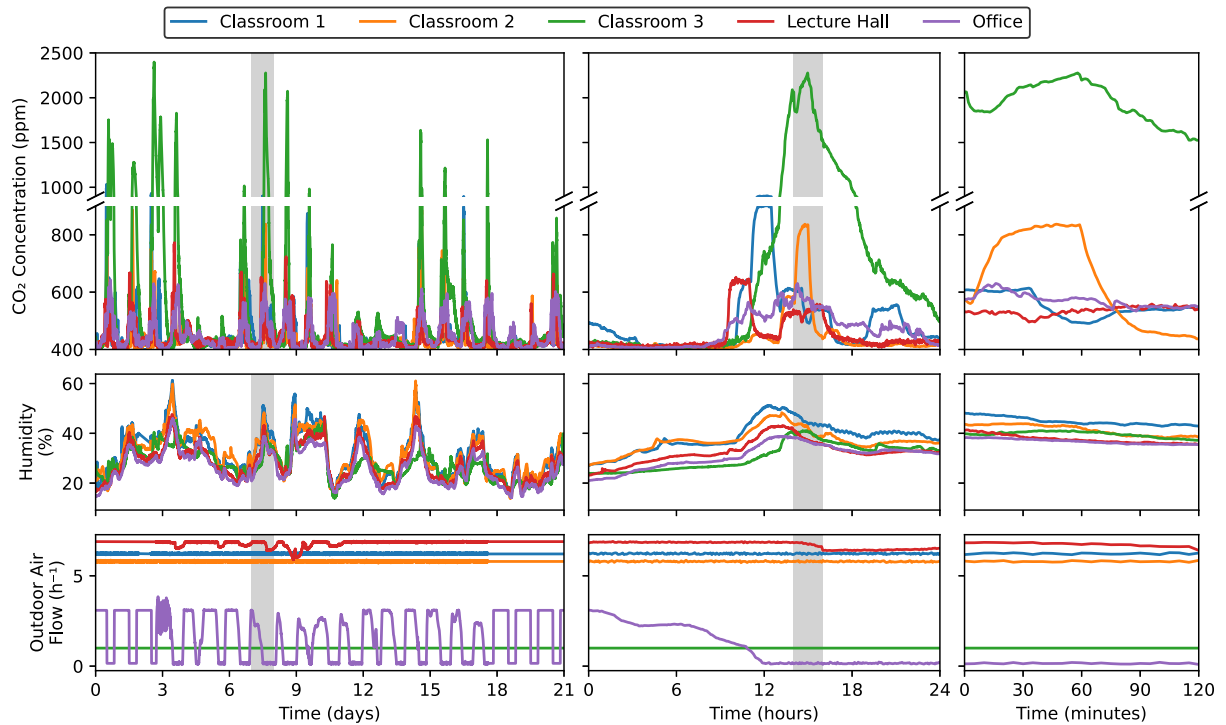 Classroom 1 Classroom 2 Classroom 3 Lecture Hall Office
CO₂ Concentration (ppm)
2500
2000
1500
1000
800
600
400
Humidity
(%)
60
40
20
Outdoor Air
Flow (h⁻¹)
5
0
0 3 6 9 12 15 18 21
Time (days)
0 6 12 18 24
Time (hours)
0 30 60 90 120
Time (minutes)